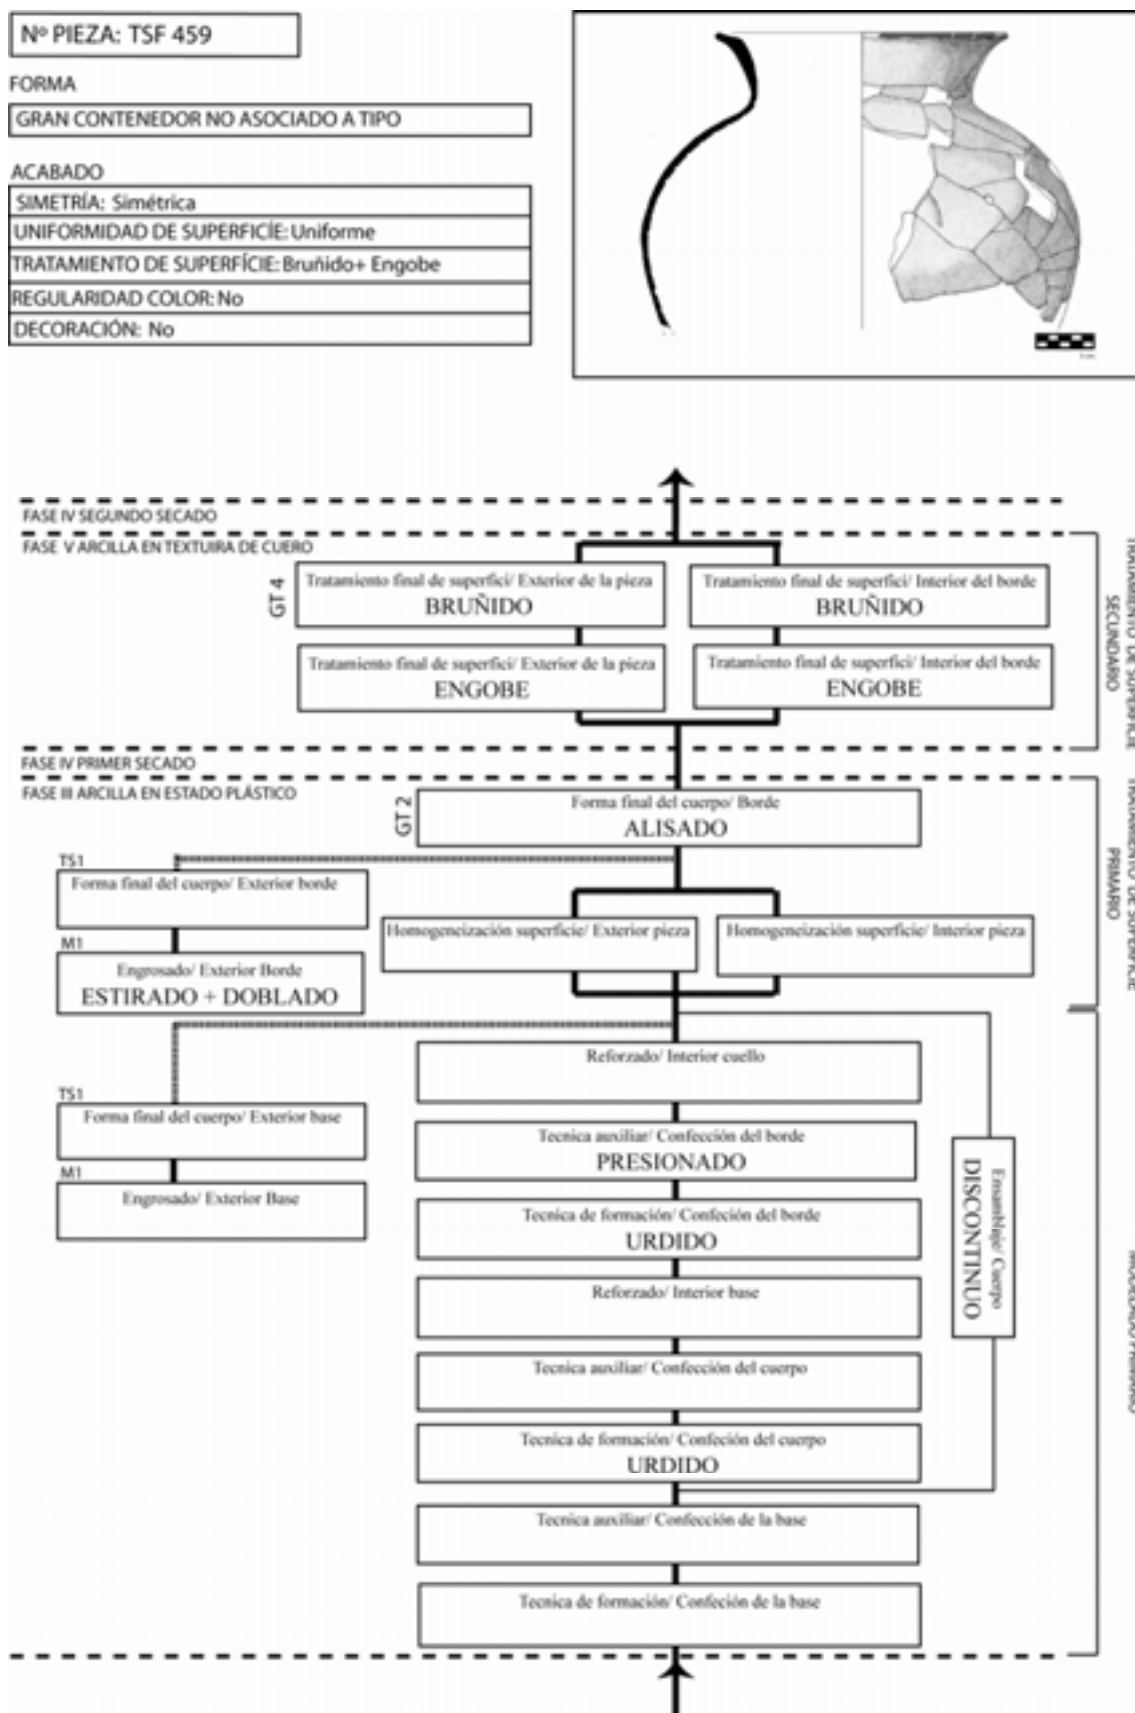 Nº PIEZA: TSF 459
FORMA
GRAN CONTENEDOR NO ASOCIADO A TIPO
ACABADO
SIMETRÍA: Simétrica
UNIFORMIDAD DE SUPERFICÍE: Uniforme
TRATAMIENTO DE SUPERFÍCIE: Bruñido+ Engobe
REGULARIDAD COLOR: No
DECORACIÓN: No
FASE IV SEGUNDO SECADO
FASE V ARCILLA EN TEXTUIRA DE CUERO
GT 4
Tratamiento final de superfici/ Exterior de la pieza
BRUÑIDO
Tratamiento final de superfici/ Interior del borde
BRUÑIDO
Tratamiento final de superfici/ Exterior de la pieza
ENGOBE
Tratamiento final de superfici/ Interior del borde
ENGOBE
TRATAMIENTO DE SUPERFICIE
SECUNDARIO
FASE IV PRIMER SECADO
FASE III ARCILLA EN ESTADO PLÁSTICO
GT 2
Forma final del cuerpo/ Borde
ALISADO
TS1
Forma final del cuerpo/ Exterior borde
M1
Engrosado/ Exterior Borde
ESTIRADO + DOBLADO
Homogeneización superficie/ Exterior pieza
Homogeneización superficie/ Interior pieza
TRATAMIENTO DE SUPERFICIE
PRIMARIO
Reforzado/ Interior cuello
TS1
Forma final del cuerpo/ Exterior base
M1
Engrosado/ Exterior Base
Tecnica auxiliar/ Confección del borde
PRESIONADO
Tecnica de formación/ Confeción del borde
URDIDO
Reforzado/ Interior base
Tecnica auxiliar/ Confección del cuerpo
Tecnica de formación/ Confeción del cuerpo
URDIDO
Ensamblaje/ Cuerpo
DISCONTINUO
Tecnica auxiliar/ Confección de la base
Tecnica de formación/ Confeción de la base
MODELADO PRIMARIO